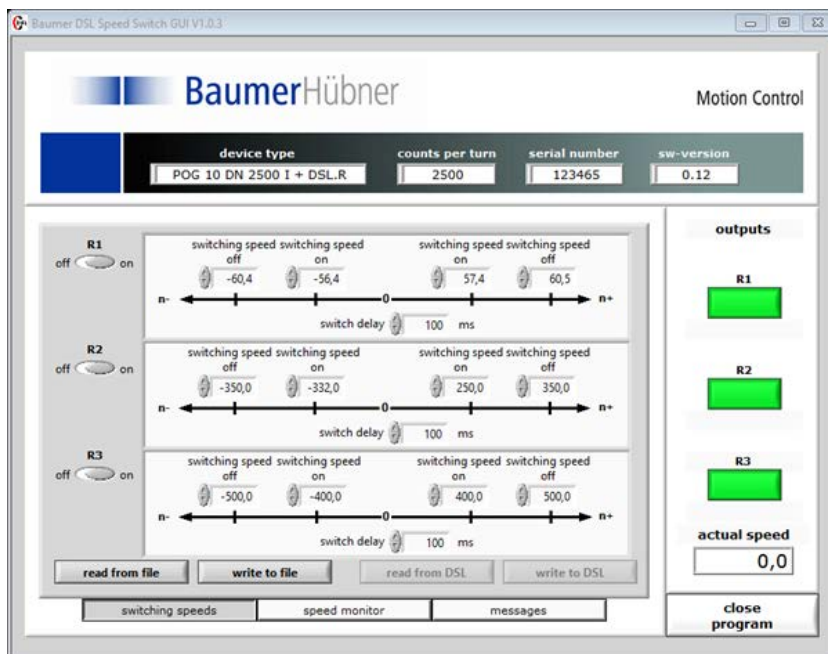 Baumer DSL Speed Switch GUI V1.0.3
BaumerHübner
Motion Control
device type counts per turn serial number sw-version
POG 10 DN 2500 I + DSL.R 2500 123465 0.12
R1
off on
switching speed switching speed switching speed switching speed
off on on off
-60,4 -56,4 57,4 60,5
n- 0 n+
switch delay 100 ms
R2
off on
switching speed switching speed switching speed switching speed
off on on off
-350,0 -332,0 250,0 350,0
n- 0 n+
switch delay 100 ms
R3
off on
switching speed switching speed switching speed switching speed
off on on off
-500,0 -400,0 400,0 500,0
n- 0 n+
switch delay 100 ms
read from file write to file read from DSL write to DSL
switching speeds speed monitor messages
outputs
R1
R2
R3
actual speed
0,0
close
program